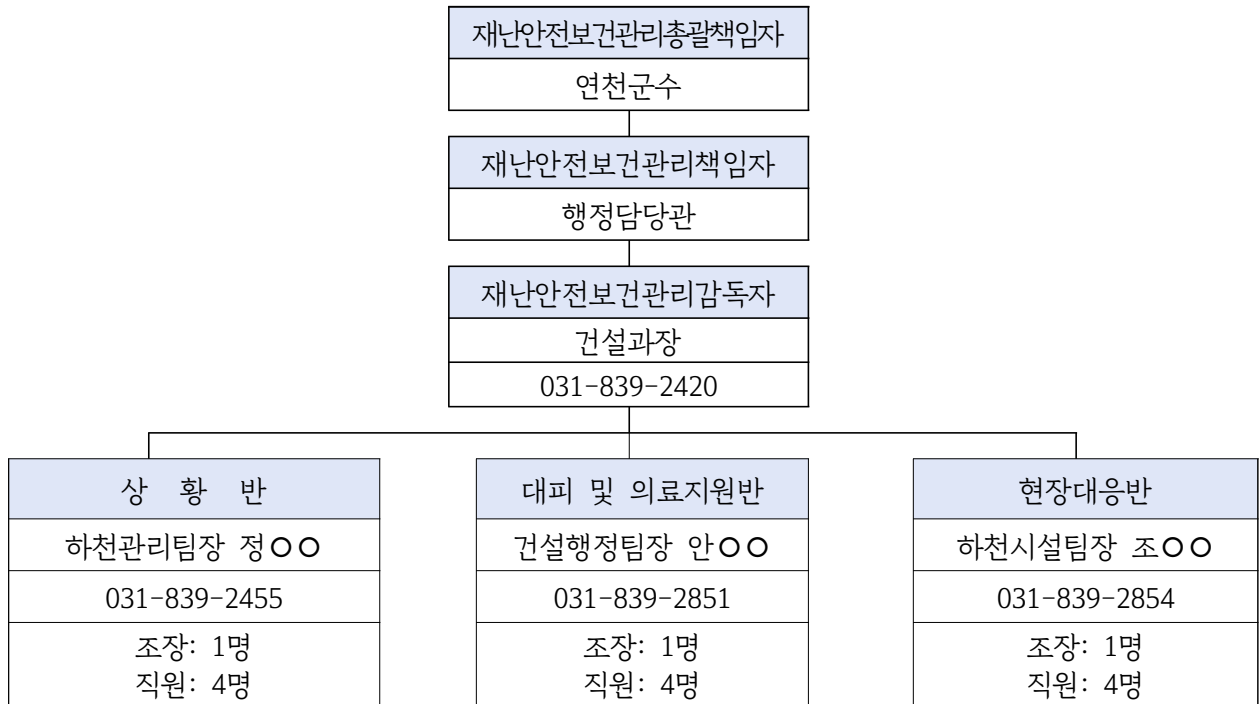 재난안전보건관리총괄책임자
연천군수
재난안전보건관리책임자
행정담당관
재난안전보건관리감독자
건설과장
031-839-2420
상 황 반
하천관리팀장 정○○
031-839-2455
조장: 1명
직원: 4명
대피 및 의료지원반
건설행정팀장 안○○
031-839-2851
조장: 1명
직원: 4명
현장대응반
하천시설팀장 조○○
031-839-2854
조장: 1명
직원: 4명